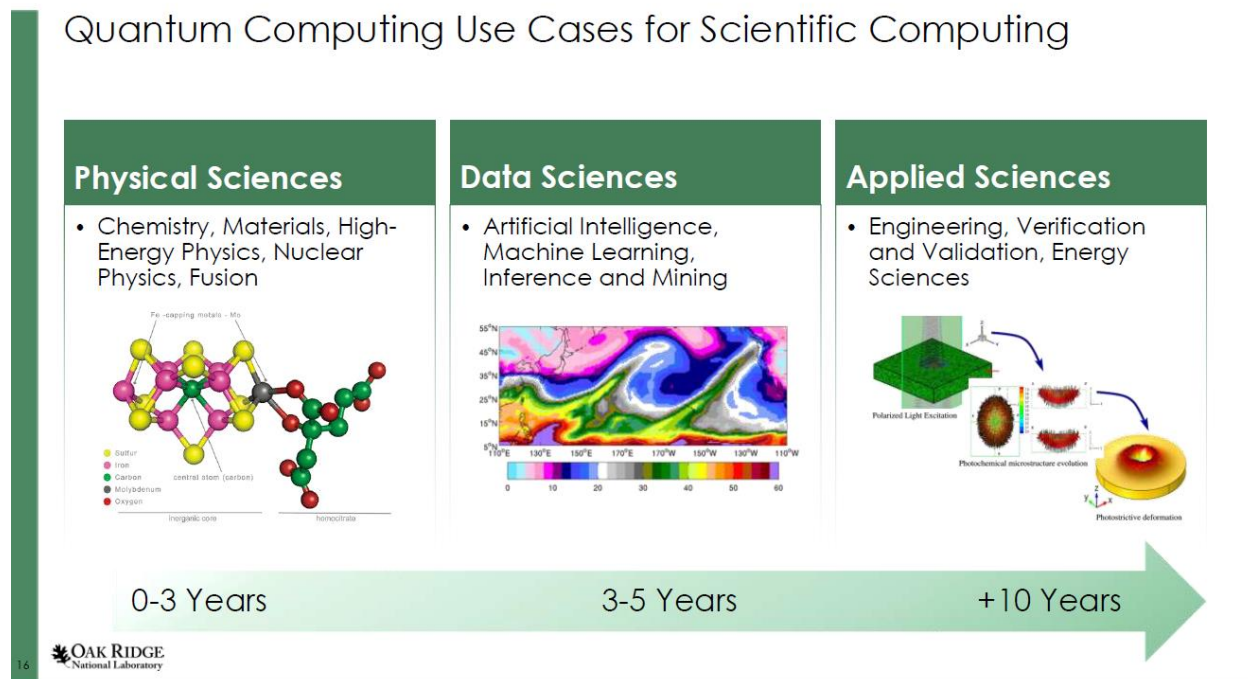 Quantum Computing Use Cases for Scientific Computing
Physical Sciences
• Chemistry, Materials, High-
Energy Physics, Nuclear
Physics, Fusion
Fe -capping metals - Mo
Sulfur
Iron
Carbon
Molybdenum
Oxygen
central atom (carbon)
inorganic core
homocitrate
Data Sciences
• Artificial Intelligence,
Machine Learning,
Inference and Mining
55°N
45°N
35°N
25°N
15°N
5°N
110°E 130°E 150°E 170°E 170°W 150°W 130°W 110°W
0 10 20 30 40 50 60
Applied Sciences
• Engineering, Verification
and Validation, Energy
Sciences
Polarized Light Excitation
Photochemical microstructure evolution
Z
y
x
Photostrictive deformation
0-3 Years
3-5 Years
+10 Years
16
OAK RIDGE
National Laboratory